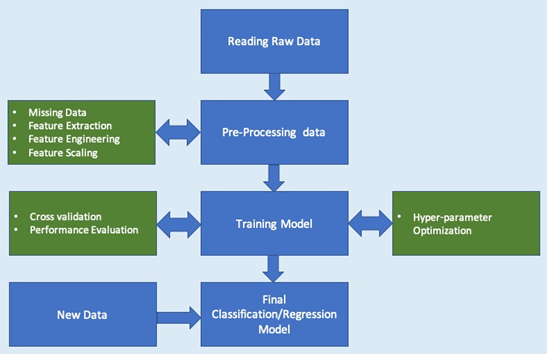 Reading Raw Data
• Missing Data
• Feature Extraction
• Feature Engineering
• Feature Scaling
Pre-Processing data
• Cross validation
• Performance Evaluation
Training Model
• Hyper-parameter
Optimization
New Data
Final
Classification/Regression
Model